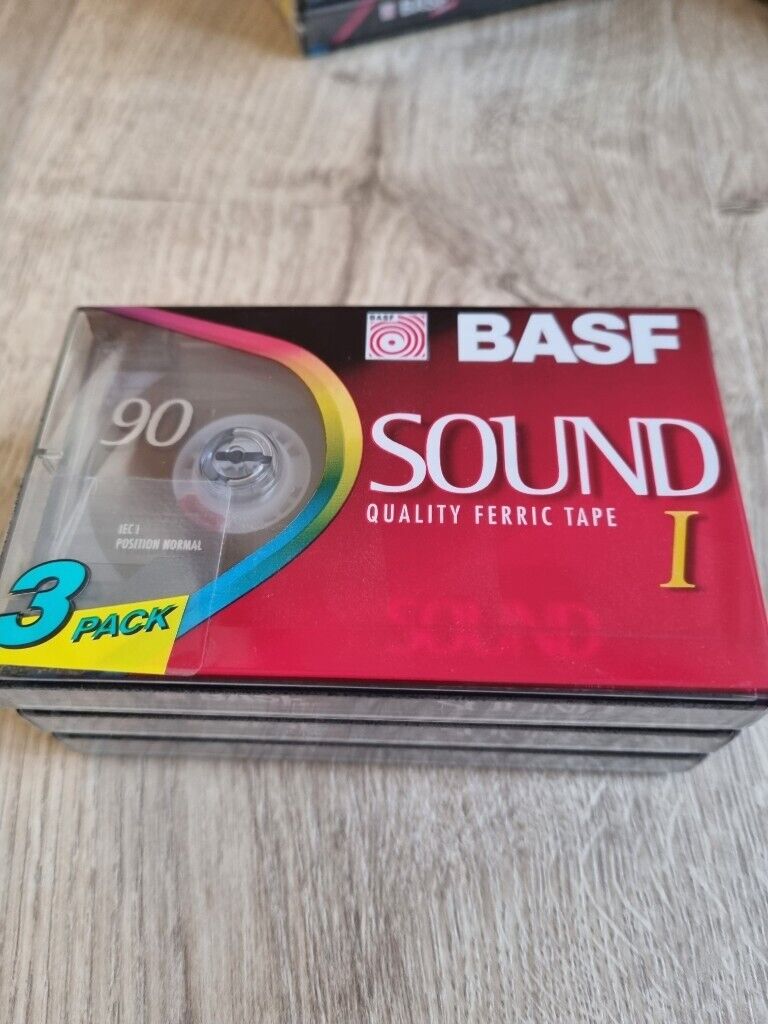 BASF
BASF
90
SOUND
QUALITY FERRIC TAPE
I
IEC I
POSITION NORMAL
3 PACK
SOUND